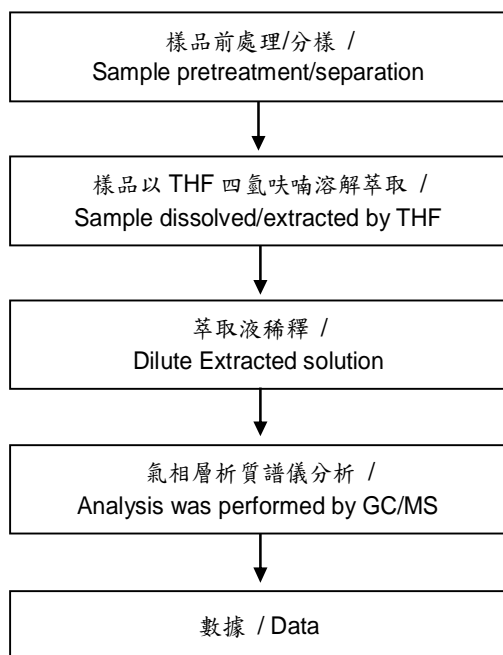 樣品前處理/分樣 /
Sample pretreatment/separation
樣品以 THF 四氫呋喃溶解萃取 /
Sample dissolved/extracted by THF
萃取液稀釋 /
Dilute Extracted solution
氣相層析質譜儀分析 /
Analysis was performed by GC/MS
數據 / Data